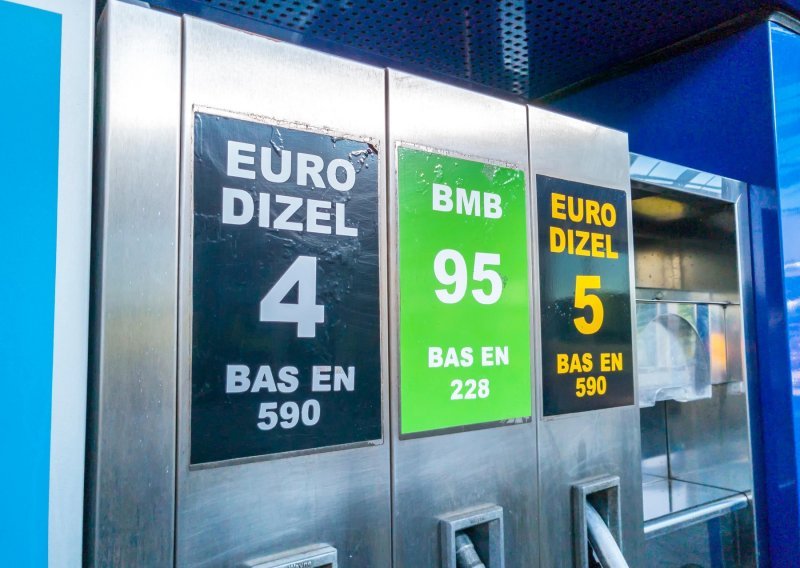 EURO
DIZEL
4
BAS EN
590
BMB
95
BAS EN
228
EURO
DIZEL
5
BAS EN
590